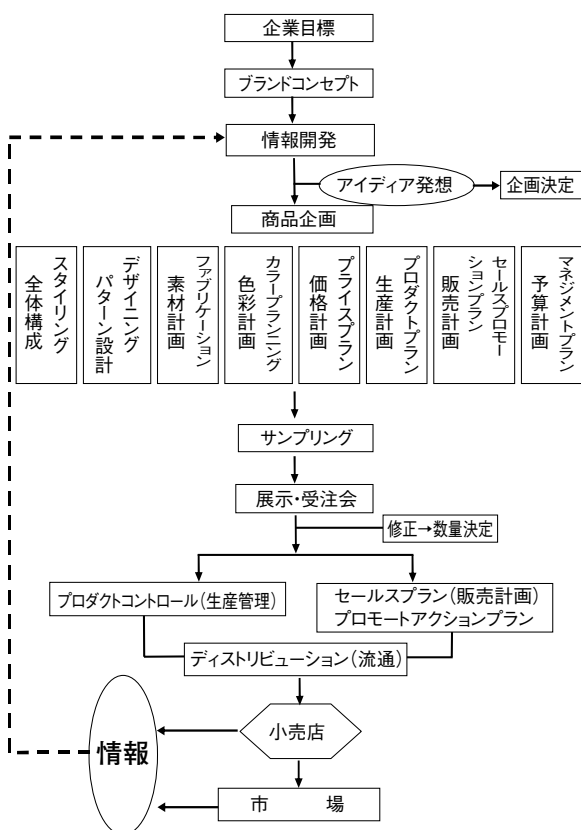 企業目標
ブランドコンセプト
情報開発
アイディア発想
企画決定
商品企画
スタイリング
全体構成
デザイニング
パターン設計
ファブリケーション
素材計画
カラープランニング
色彩計画
プライスプラン
価格計画
プロダクトプラン
生産計画
セールスプロモー
ションプラン
販売計画
マネジメントプラン
予算計画
サンプリング
展示・受注会
修正→数量決定
プロダクトコントロール(生産管理)
セールスプラン(販売計画)
プロモートアクションプラン
ディストリビューション(流通)
小売店
情報
市　場